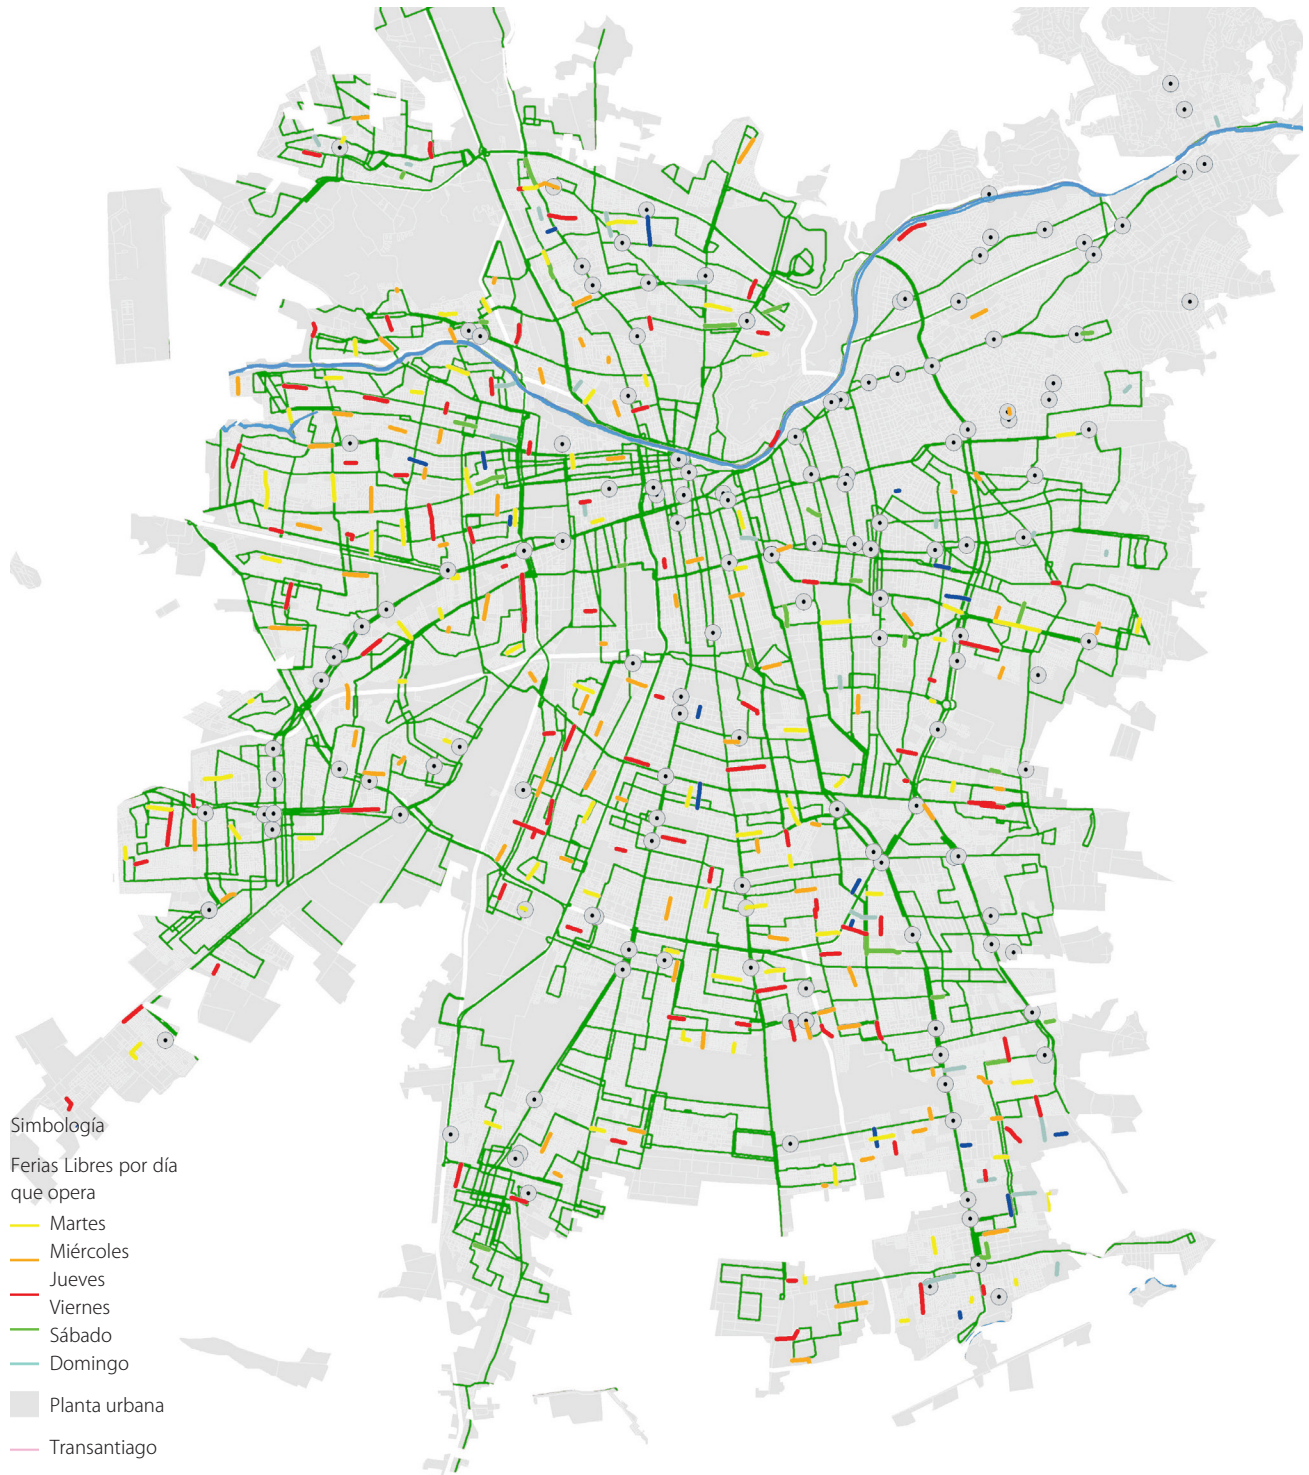 Simbología
Ferias Libres por día
que opera
Martes
Miércoles
Jueves
Viernes
Sábado
Domingo
Planta urbana
Transantiago